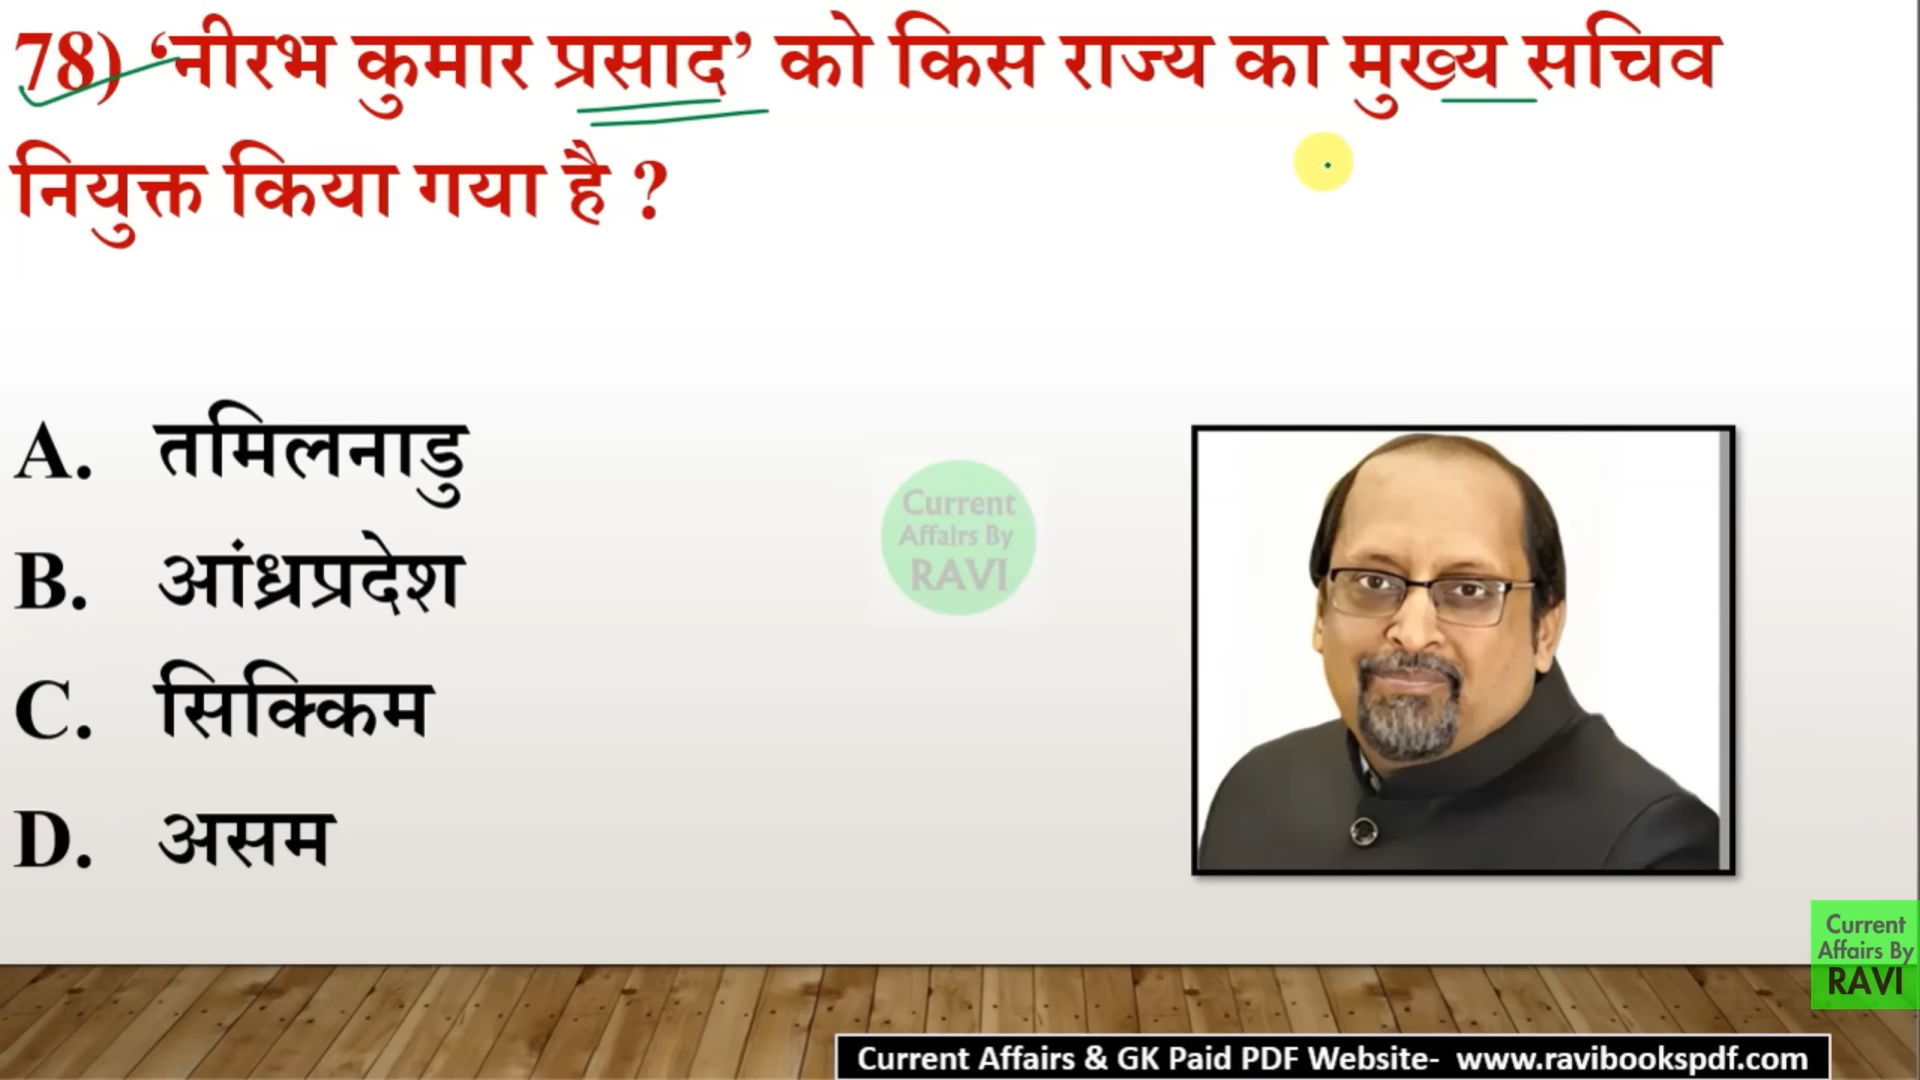 78) ‘नीरभ कुमार प्रसाद’ को किस राज्य का मुख्य सचिव
नियुक्त किया गया है ?
A. तमिलनाडु
B. आंध्रप्रदेश
C. सिक्किम
D. असम
Current
Affairs By
RAVI
Current
Affairs By
RAVI
Current Affairs & GK Paid PDF Website- www.ravibookspdf.com